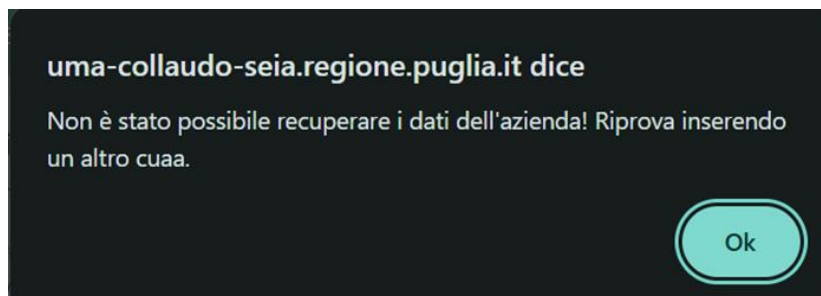 uma-collaudo-seia.regione.puglia.it dice
Non è stato possibile recuperare i dati dell'azienda! Riprova inserendo
un altro cuaa.
Ok